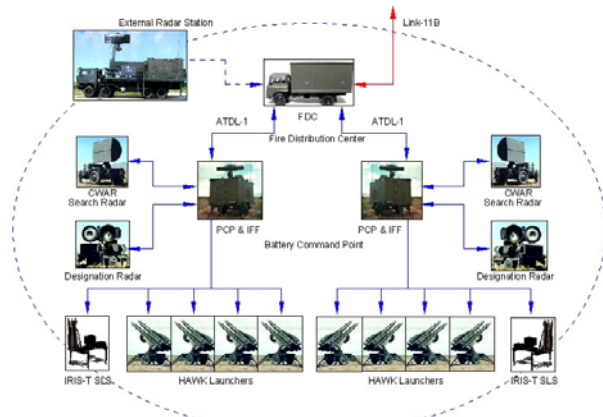 External Radar Station
Link-11B
FDC
ATDL-1
ATDL-1
Fire Distribution Center
CWAR
Search Radar
CWAR
Search Radar
PCP & IFF
PCP & IFF
Battery Command Point
Designation Radar
Designation Radar
IRIS-T SLS
HAWK Launchers
HAWK Launchers
IRIS-T SLS